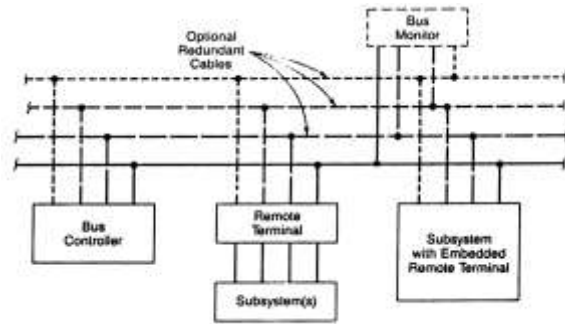 Bus
Monitor
Optional
Redundant
Cables
Bus
Controller
Remote
Terminal
Subsystem(s)
Subsystem
with Embedded
Remote Terminal